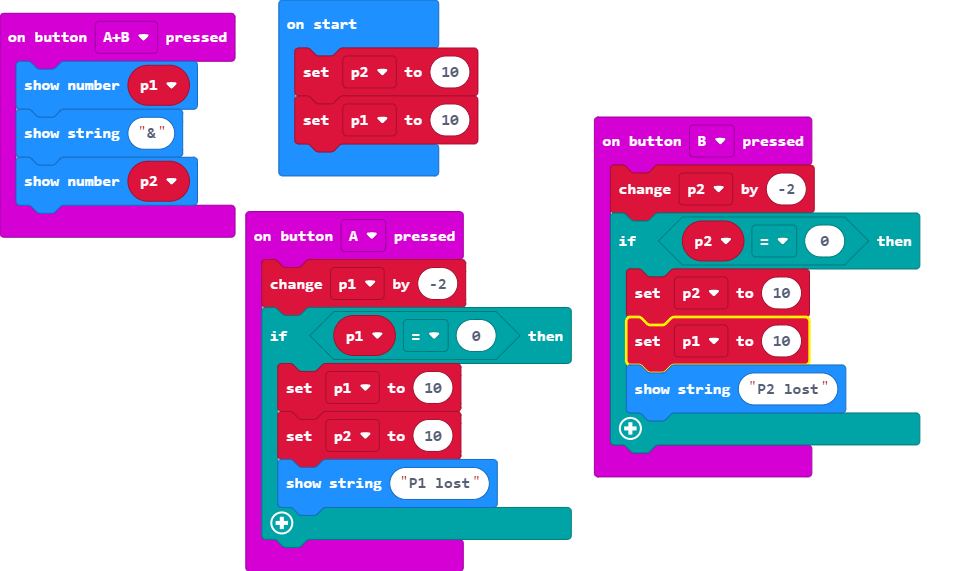 on button A+B pressed
show number p1
show string "&"
show number p2
on start
set p2 to 10
set p1 to 10
on button A pressed
change p1 by -2
if p1 = 0 then
set p1 to 10
set p2 to 10
show string "P1 lost"
on button B pressed
change p2 by -2
if p2 = 0 then
set p2 to 10
set p1 to 10
show string "P2 lost"